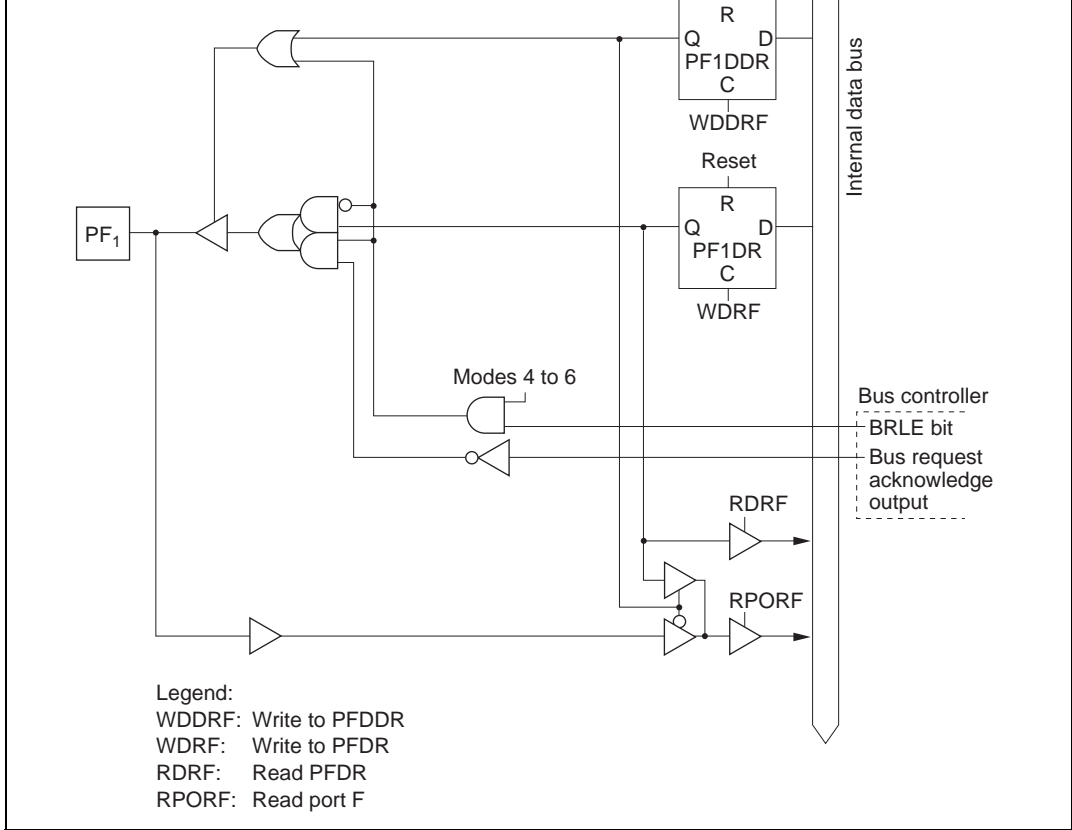 R
Q D
PF1DDR
C
WDDRF
Internal data bus
Reset
R
PF1
Q D
PF1DR
C
WDRF
Modes 4 to 6
Bus controller
BRLE bit
Bus request
acknowledge
output
RDRF
RPORF
Legend:
WDDRF: Write to PFDDR
WDRF: Write to PFDR
RDRF: Read PFDR
RPORF: Read port F